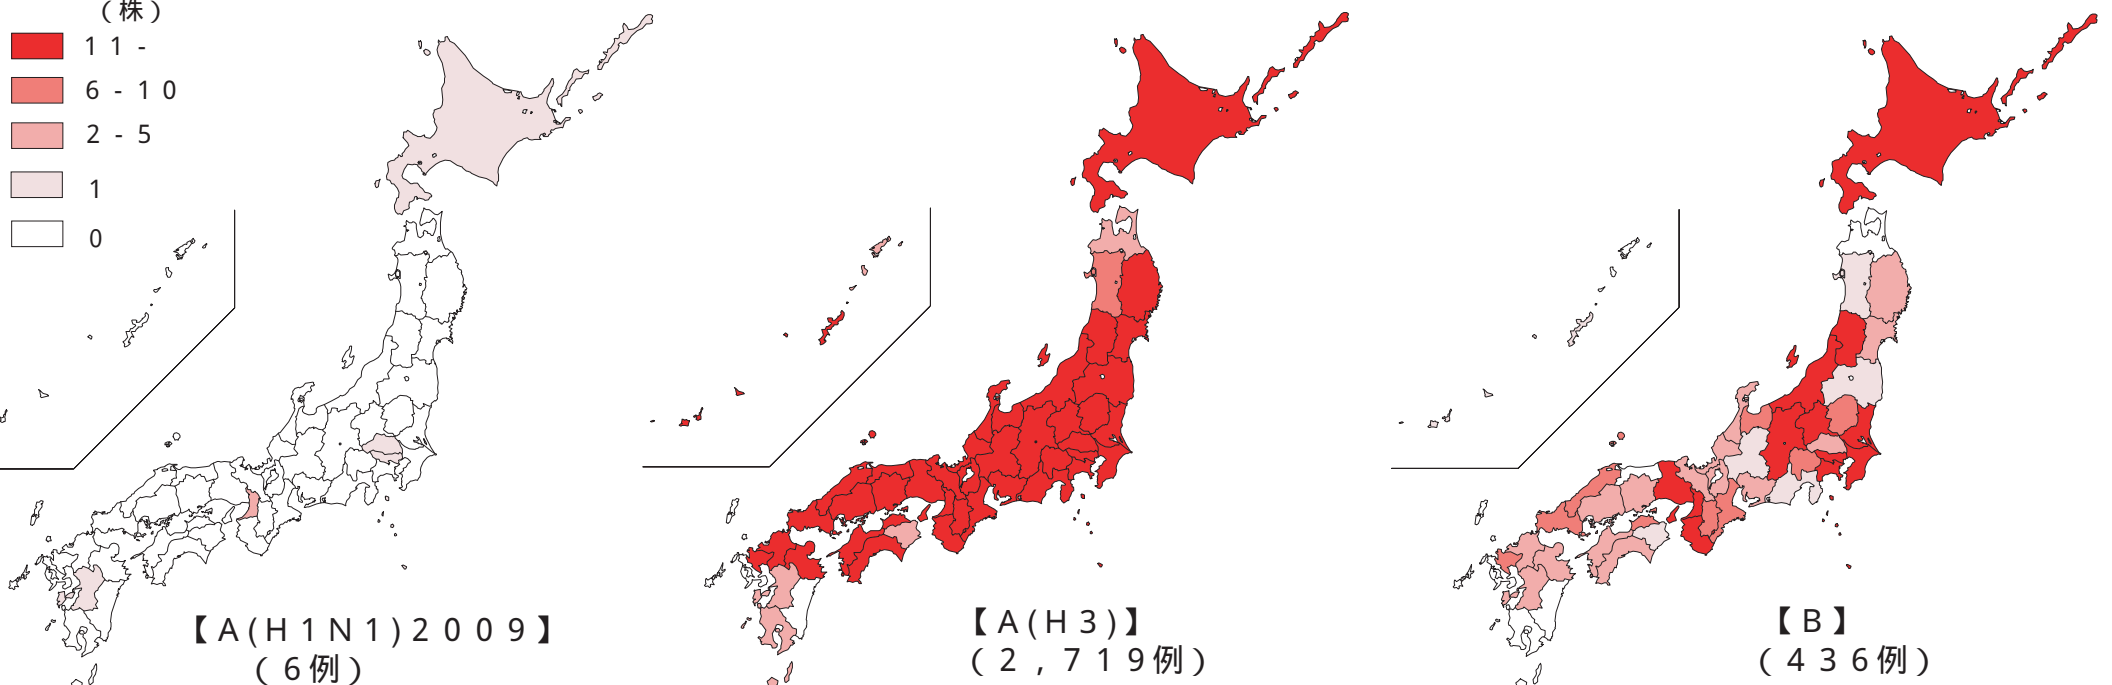 (株)
11-
6-10
2-5
1
0
【A(H1N1)2009】
(6例)
【A(H3)】
(2,719例)
【B】
(436例)